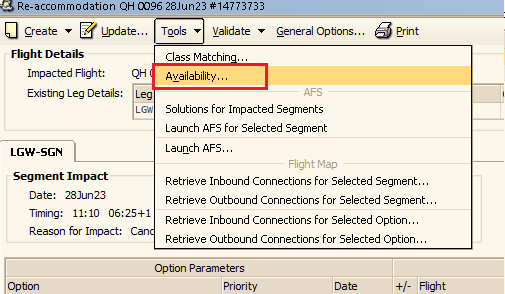 Re-accommodation QH 0096 28Jun23 #14773733
Create Update... Tools Validate General Options... Print
Flight Details
Impacted Flight: QH 0
Existing Leg Details: Leg
LGW
Class Matching...
Availability...
AFS
Solutions for Impacted Segments
Launch AFS for Selected Segment
Launch AFS...
Flight Map
Retrieve Inbound Connections for Selected Segment...
Retrieve Outbound Connections for Selected Segment...
Retrieve Inbound Connections for Selected Option...
Retrieve Outbound Connections for Selected Option...
LGW-SGN
Segment Impact
Date: 28Jun23
Timing: 11:10 06:25+1
Reason for Impact: Canc
Option Parameters
Option Priority Date +/- Flight